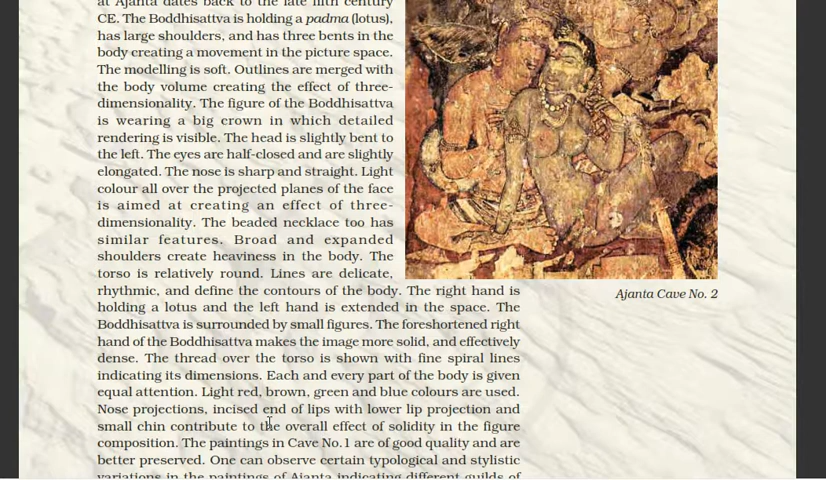 at Ajanta dates back to the late fifth century
CE. The Boddhisattva is holding a padma (lotus),
has large shoulders, and has three bents in the
body creating a movement in the picture space.
The modelling is soft. Outlines are merged with
the body volume creating the effect of three-
dimensionality. The figure of the Boddhisattva
is wearing a big crown in which detailed
rendering is visible. The head is slightly bent to
the left. The eyes are half-closed and are slightly
elongated. The nose is sharp and straight. Light
colour all over the projected planes of the face
is aimed at creating an effect of three-
dimensionality. The beaded necklace too has
similar features. Broad and expanded
shoulders create heaviness in the body. The
torso is relatively round. Lines are delicate,
rhythmic, and define the contours of the body. The right hand is
holding a lotus and the left hand is extended in the space. The
Boddhisattva is surrounded by small figures. The foreshortened right
hand of the Boddhisattva makes the image more solid, and effectively
dense. The thread over the torso is shown with fine spiral lines
indicating its dimensions. Each and every part of the body is given
equal attention. Light red, brown, green and blue colours are used.
Nose projections, incised end of lips with lower lip projection and
small chin contribute to the overall effect of solidity in the figure
composition. The paintings in Cave No.1 are of good quality and are
better preserved. One can observe certain typological and stylistic
variations in the paintings of Ajanta indicating different guilds of
Ajanta Cave No. 2